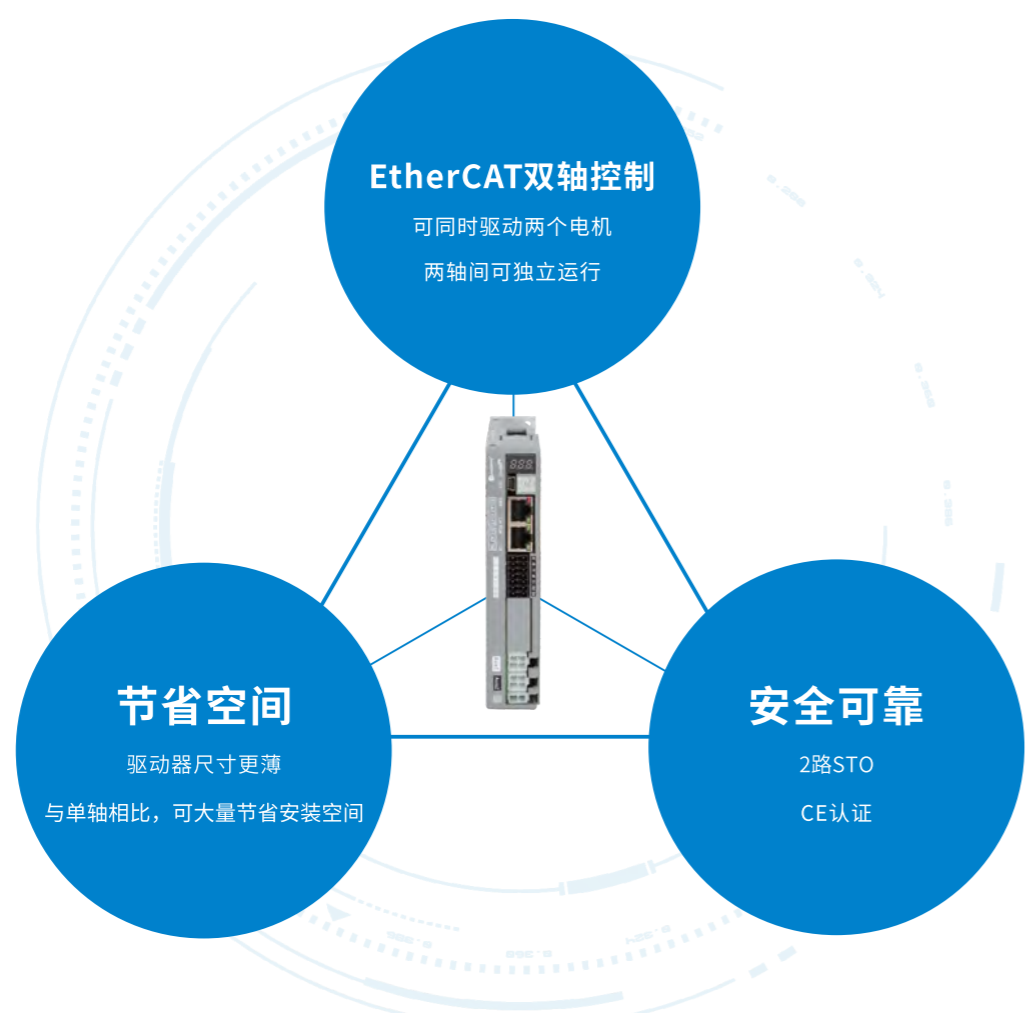 EtherCAT双轴控制
可同时驱动两个电机
两轴间可独立运行
节省空间
驱动器尺寸更薄
与单轴相比，可大量节省安装空间
安全可靠
2路STO
CE认证